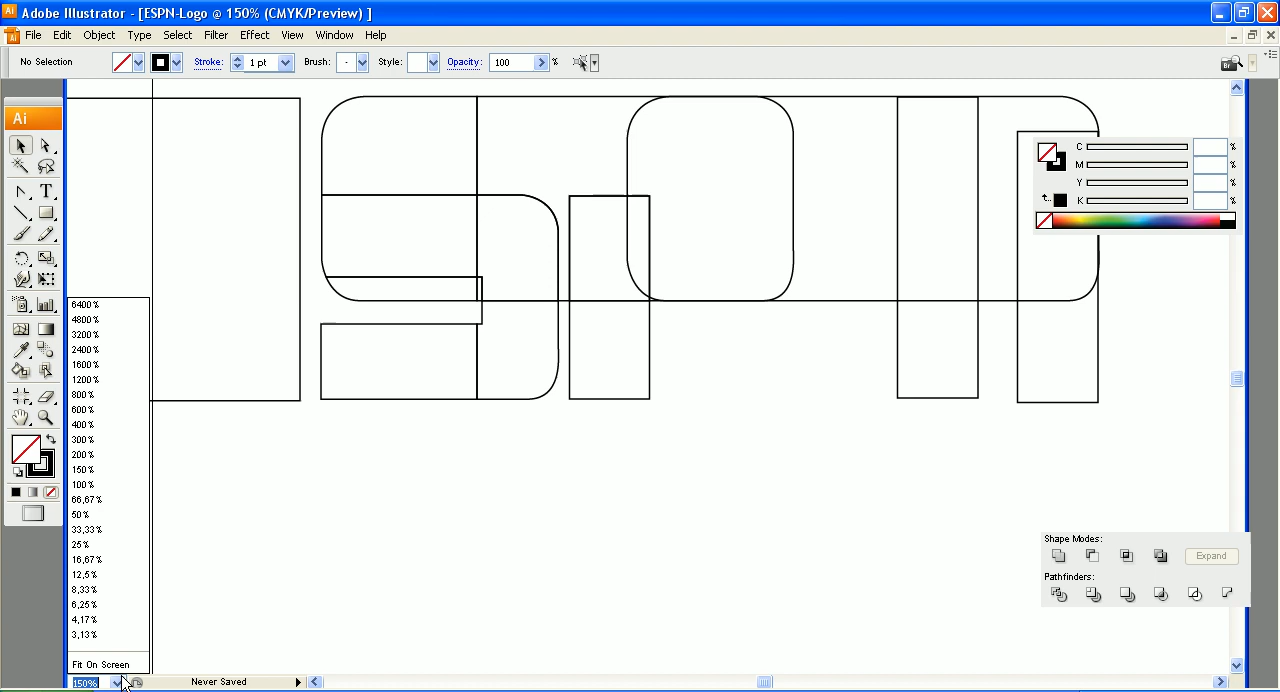 Adobe Illustrator - [ESPN-Logo @ 150% (CMYK/Preview) ]
File Edit Object Type Select Filter Effect View Window Help
No Selection Stroke: 1 pt Brush: Style: Opacity: 100 %
Ai
C %
M %
Y %
K %
6400%
4800%
3200%
2400%
1600%
1200%
800%
600%
400%
300%
200%
150%
100%
66,67%
50%
33,33%
25%
16,67%
12,5%
8,33%
6,25%
4,17%
3,13%
Fit On Screen
Shape Modes:
Expand
Pathfinders:
150% Never Saved